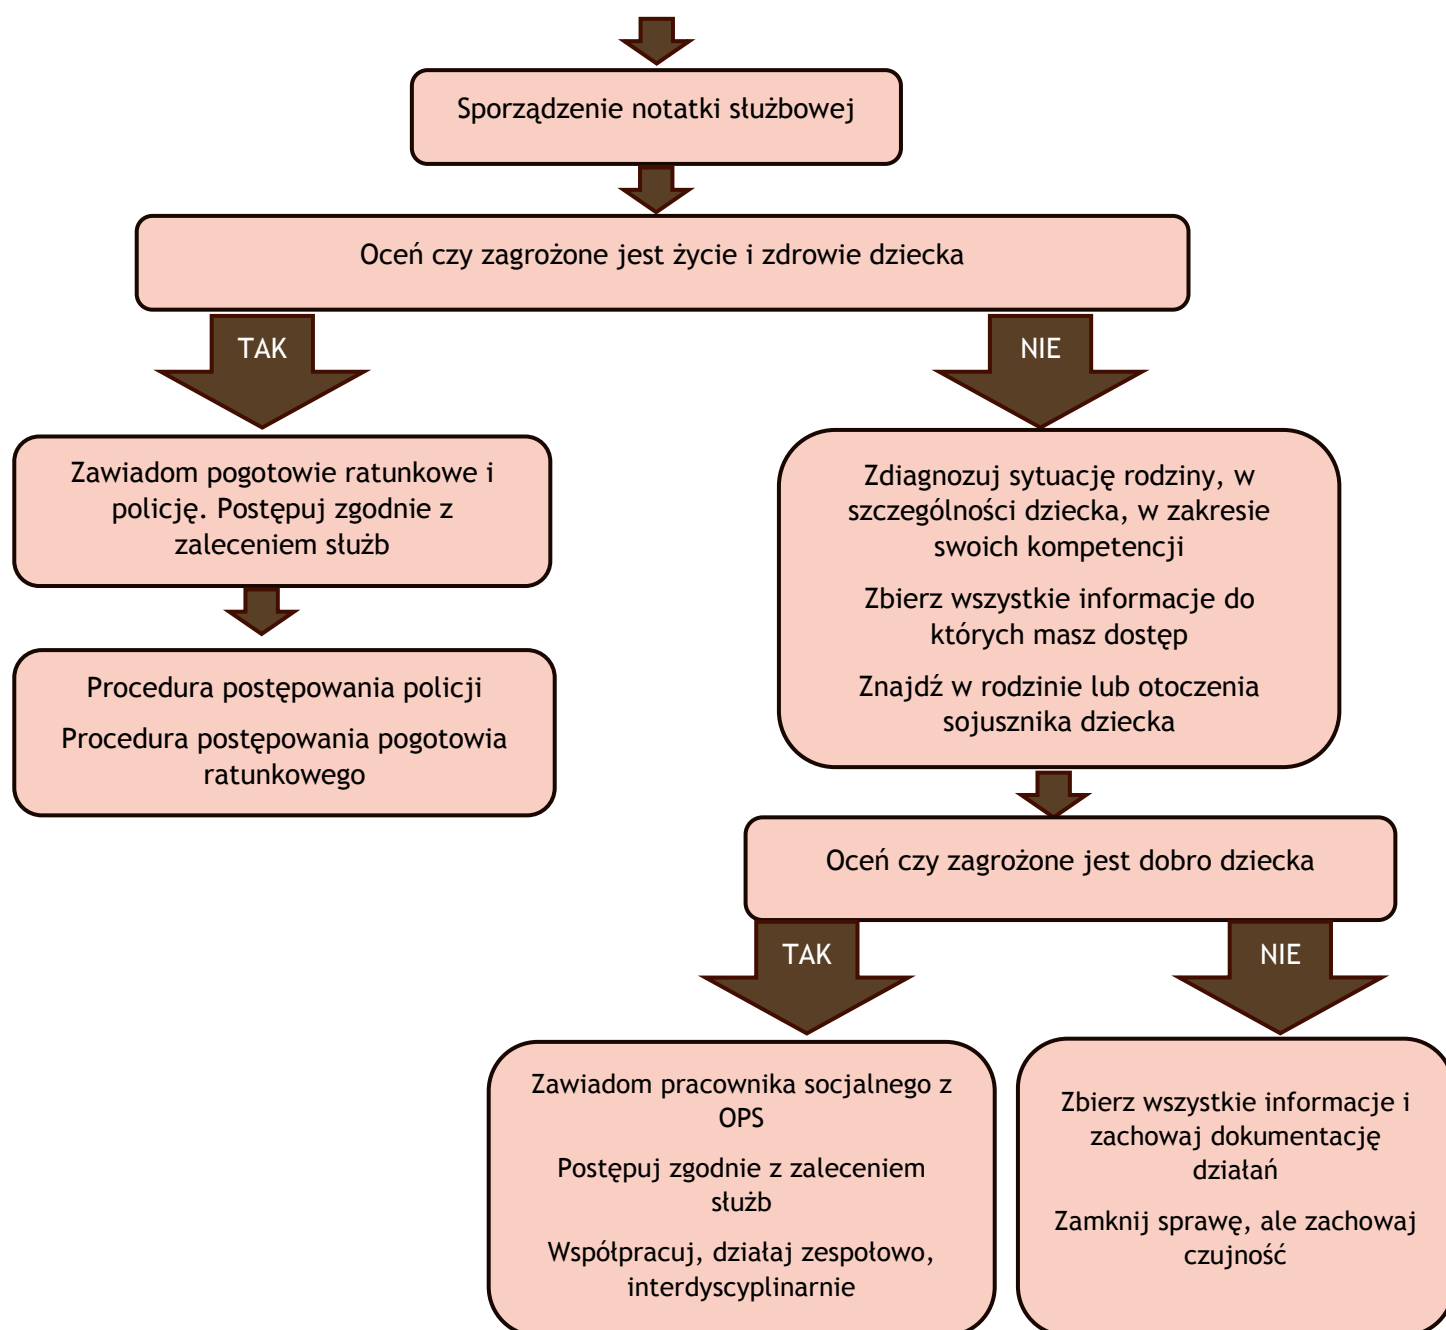 Sporządzenie notatki służbowej
Oceń czy zagrożone jest życie i zdrowie dziecka
TAK
NIE
Zawiadom pogotowie ratunkowe i
policję. Postępuj zgodnie z
zaleceniem służb
Procedura postępowania policji
Procedura postępowania pogotowia
ratunkowego
Zdiagnozuj sytuację rodziny, w
szczególności dziecka, w zakresie
swoich kompetencji
Zbierz wszystkie informacje do
których masz dostęp
Znajdź w rodzinie lub otoczenia
sojusznika dziecka
Oceń czy zagrożone jest dobro dziecka
TAK
NIE
Zawiadom pracownika socjalnego z
OPS
Postępuj zgodnie z zaleceniem
służb
Współpracuj, działaj zespołowo,
interdyscyplinarnie
Zbierz wszystkie informacje i
zachowaj dokumentację
działań
Zamknij sprawę, ale zachowaj
czujność